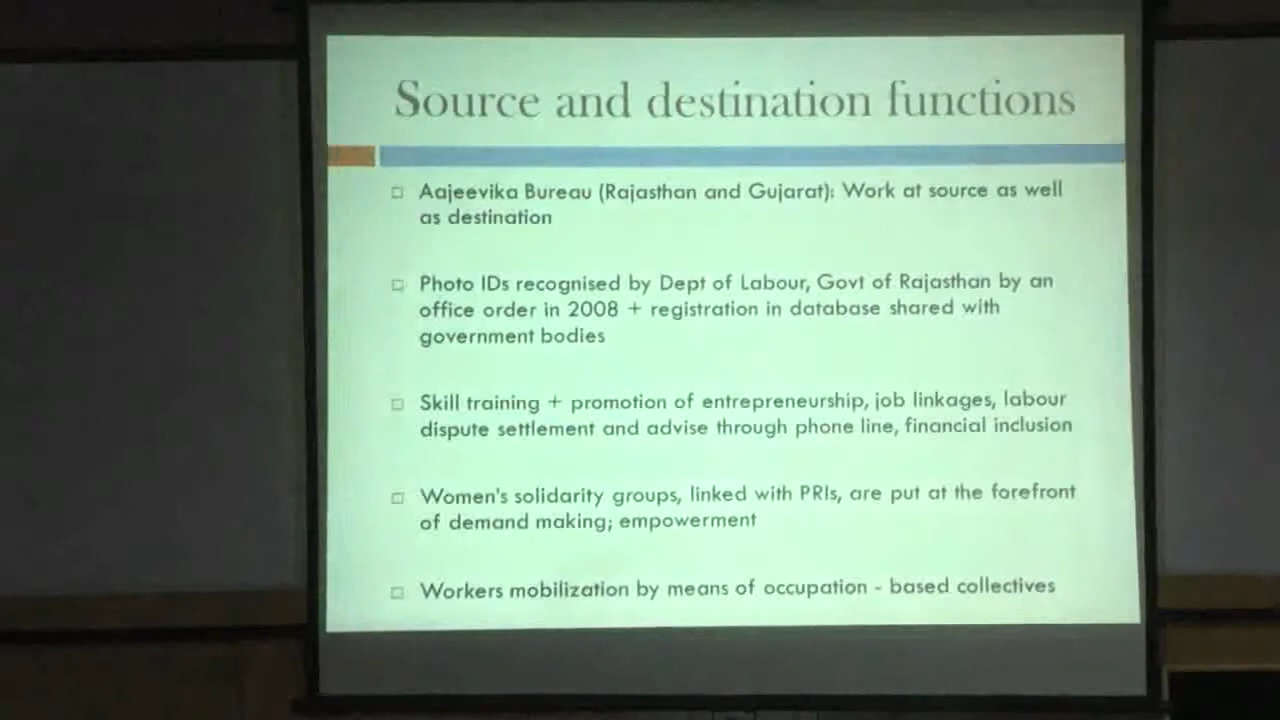 Source and destination functions
Aajeevika Bureau (Rajasthan and Gujarat): Work at source as well
as destination
Photo IDs recognised by Dept of Labour, Govt of Rajasthan by an
office order in 2008 + registration in database shared with
government bodies
Skill training + promotion of entrepreneurship, job linkages, labour
dispute settlement and advise through phone line, financial inclusion
Women's solidarity groups, linked with PRIs, are put at the forefront
of demand making; empowerment
Workers mobilization by means of occupation - based collectives